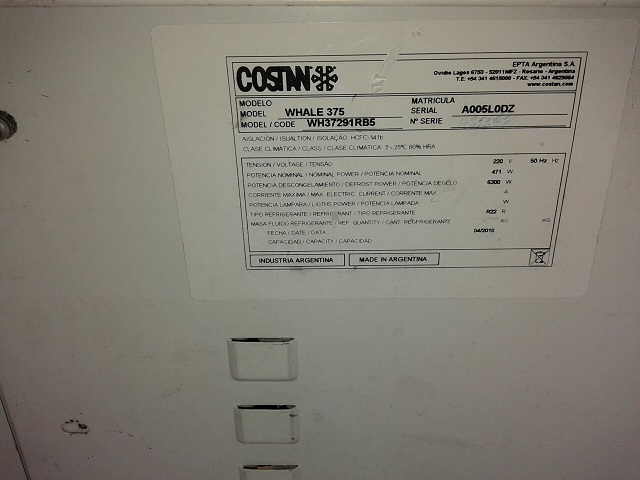 COSTAN
EPTA Argentina S.A.
Ovidio Lagos 6753 - S2011MFZ - Rosario - Argentina
www.costan.com
MODELO
MODEL WHALE 375
MODEL / CODE WH37291RB5
MATRICULA
SERIAL A005L0DZ
N° SERIE
AISLACIÓN / ISUALTION / ISOLAÇAO HCFC-141b
CLASE CLIMATICA / CLASS / CLASE CLIMATICA 3 - 25°C 60% HRA
TENSION / VOLTAGE / TENSÃO 220 V 50 Hz Hz
POTENCIA NOMINAL / NOMINAL POWER / POTÊNCIA NOMINAL 471 W
POTENCIA DESCONGELAMIENTO / DEFROST POWER / POTÊNCIA DEGELO 6300 W
CORRIENTE MAXIMA / MAX. ELECTRIC CURRENT / CORRENTE MAX A
POTENCIA LAMPARA / LIGTHS POWER / POTÊNCIA LAMPADA W
TIPO REFRIGERANTE / REFRIGERANT / TIPO REFRIGERANTE R22 R
MASA FLUIDO REFRIGERANTE / REF. QUANTITY / CANT. REFRIGERANTE KG KG
FECHA / DATE / DATA 04/2010
CAPACIDAD / CAPACITY / CAPACIDAD
INDUSTRIA ARGENTINA MADE IN ARGENTINA